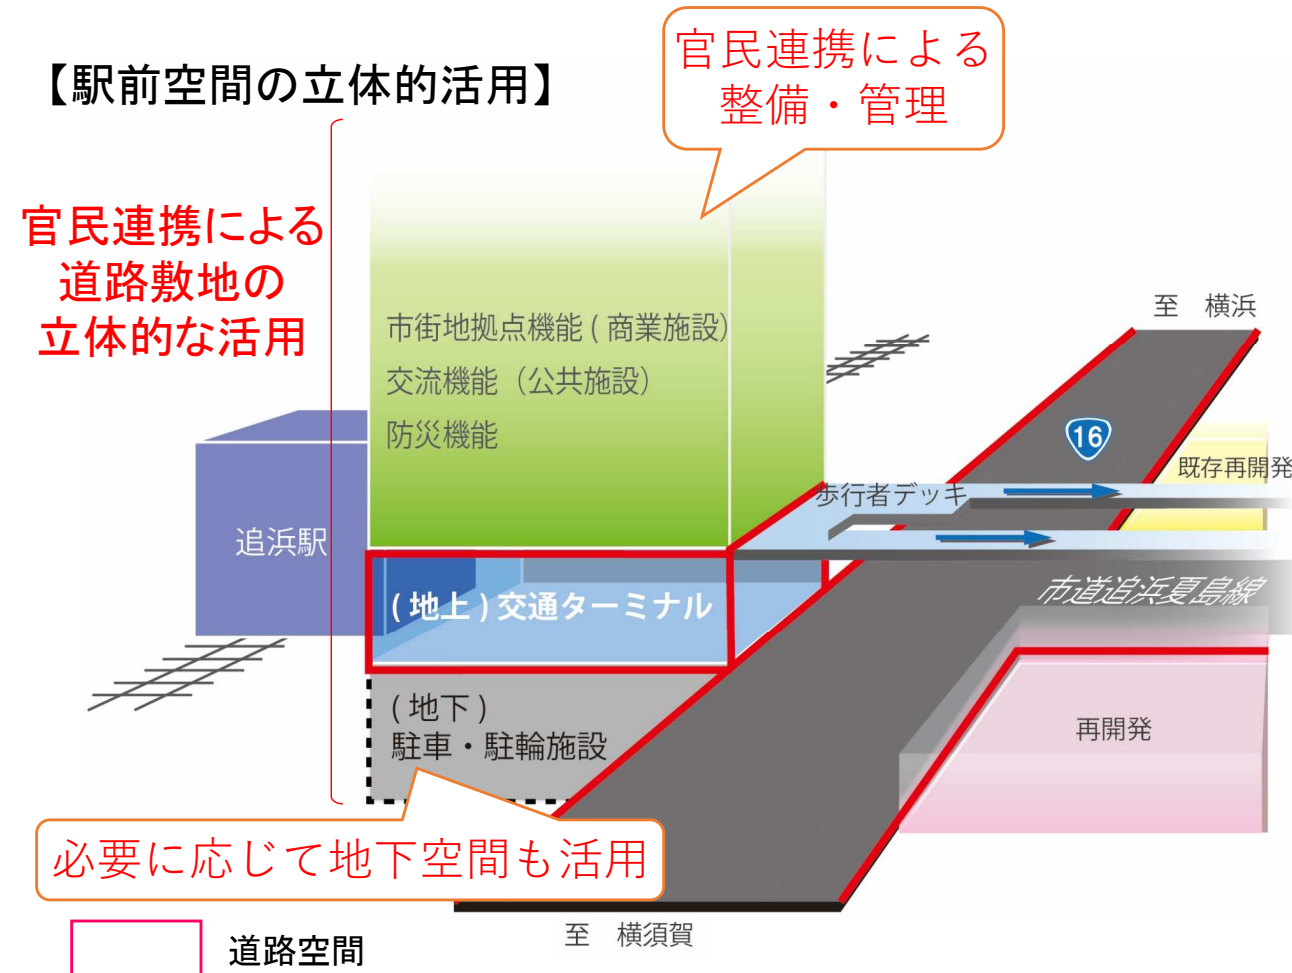 【駅前空間の立体的活用】
官民連携による
整備・管理
官民連携による
道路敷地の
立体的な活用
市街地拠点機能(商業施設)
交流機能（公共施設）
防災機能
至 横浜
16
既存再開発
歩行者デッキ
追浜駅
(地上)交通ターミナル
市道追浜夏島線
(地下)
駐車・駐輪施設
再開発
必要に応じて地下空間も活用
至 横須賀
道路空間